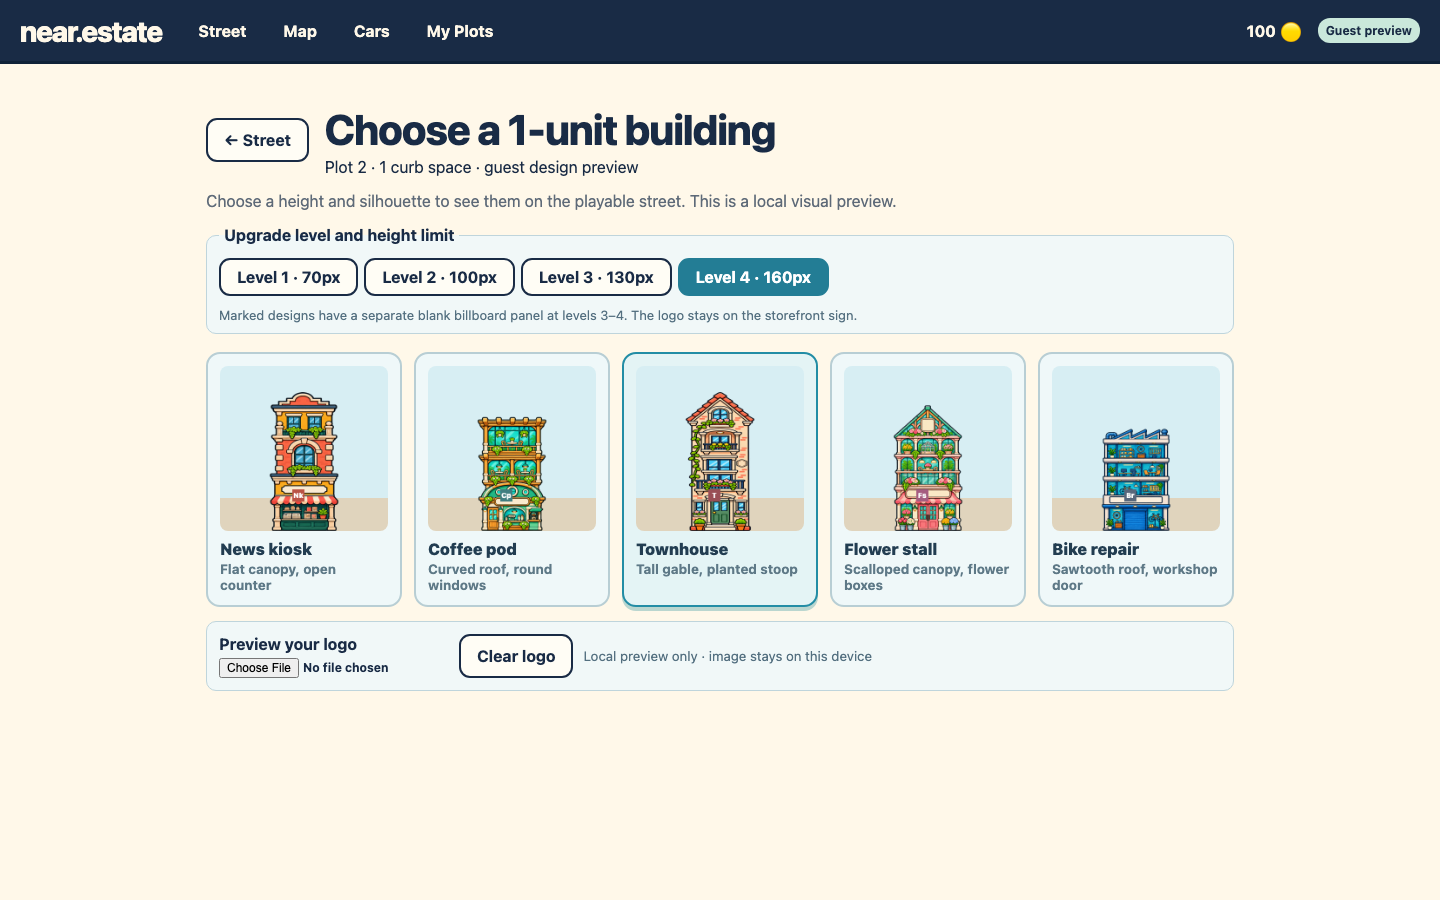 near.estate Street Map Cars My Plots 100 Guest preview
← Street
Choose a 1-unit building
Plot 2 · 1 curb space · guest design preview
Choose a height and silhouette to see them on the playable street. This is a local visual preview.
Upgrade level and height limit
Level 1 · 70px Level 2 · 100px Level 3 · 130px Level 4 · 160px
Marked designs have a separate blank billboard panel at levels 3–4. The logo stays on the storefront sign.
Nk
News kiosk
Flat canopy, open
counter
Cp
Coffee pod
Curved roof, round
windows
T
Townhouse
Tall gable, planted stoop
Fs
Flower stall
Scalloped canopy, flower
boxes
Br
Bike repair
Sawtooth roof, workshop
door
Preview your logo
Choose File No file chosen
Clear logo
Local preview only · image stays on this device